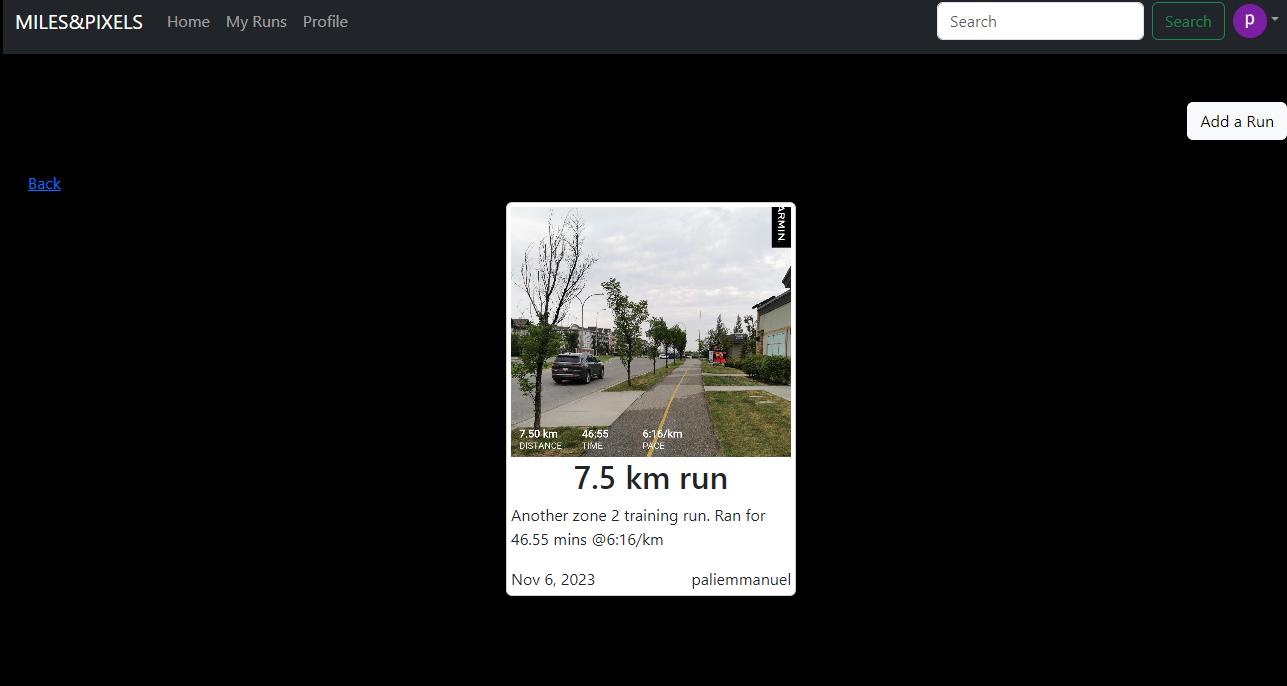 MILES&PIXELS Home My Runs Profile Search Search p
Add a Run
Back
ARMIN
7.50 km 46:55 6:16/km
DISTANCE TIME PACE
7.5 km run
Another zone 2 training run. Ran for
46.55 mins @6:16/km
Nov 6, 2023 paliemmanuel